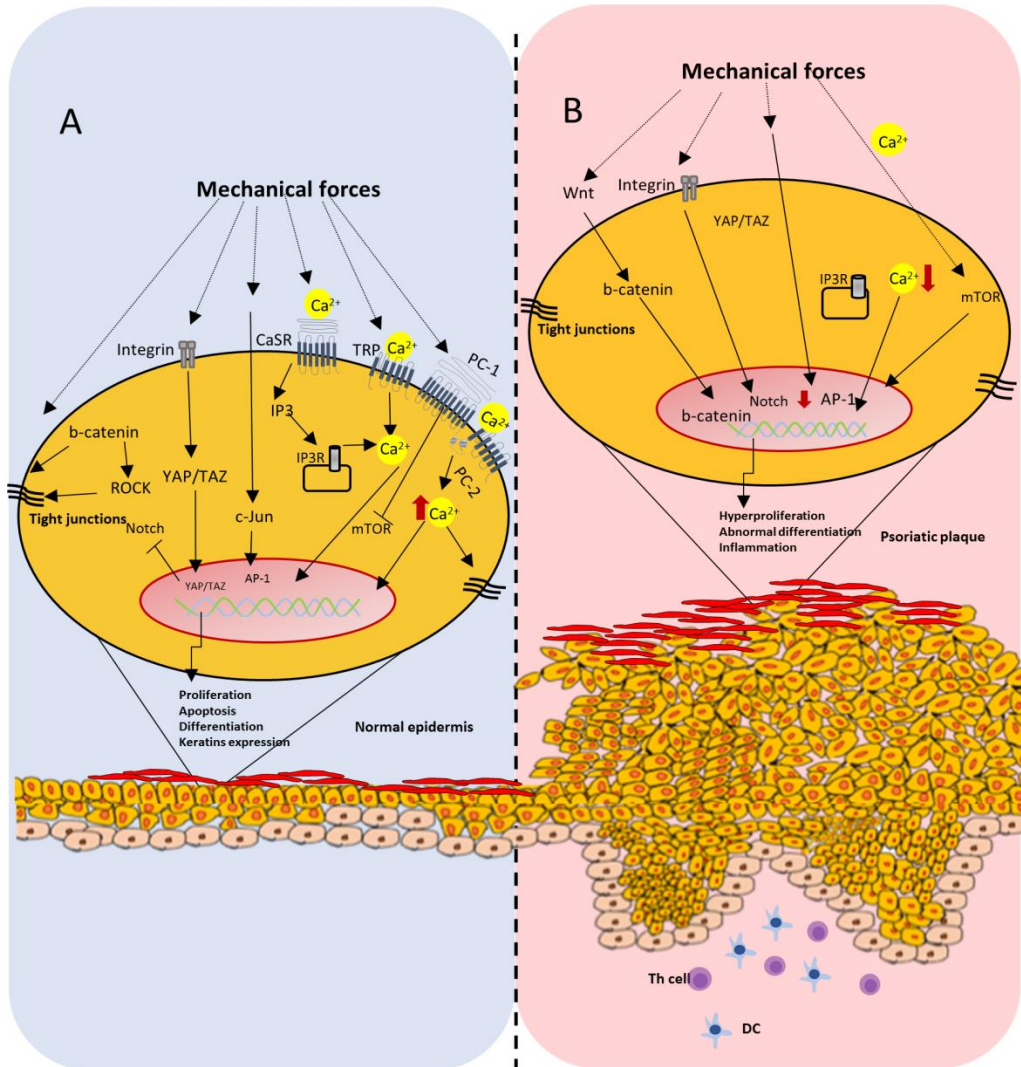 A
Mechanical forces
Ca2+
Integrin
CaSR
TRP
Ca2+
PC-1
Ca2+
b-catenin
IP3
IP3R
Ca2+
ROCK
YAP/TAZ
PC-2
Tight junctions
Notch
c-Jun
mTOR
Ca2+
YAP/TAZ
AP-1
Proliferation
Apoptosis
Differentiation
Keratins expression
Normal epidermis
B
Mechanical forces
Ca2+
Wnt
Integrin
YAP/TAZ
b-catenin
IP3R
Ca2+
mTOR
Tight junctions
Notch
AP-1
b-catenin
Hyperproliferation
Abnormal differentiation
Inflammation
Psoriatic plaque
Th cell
DC